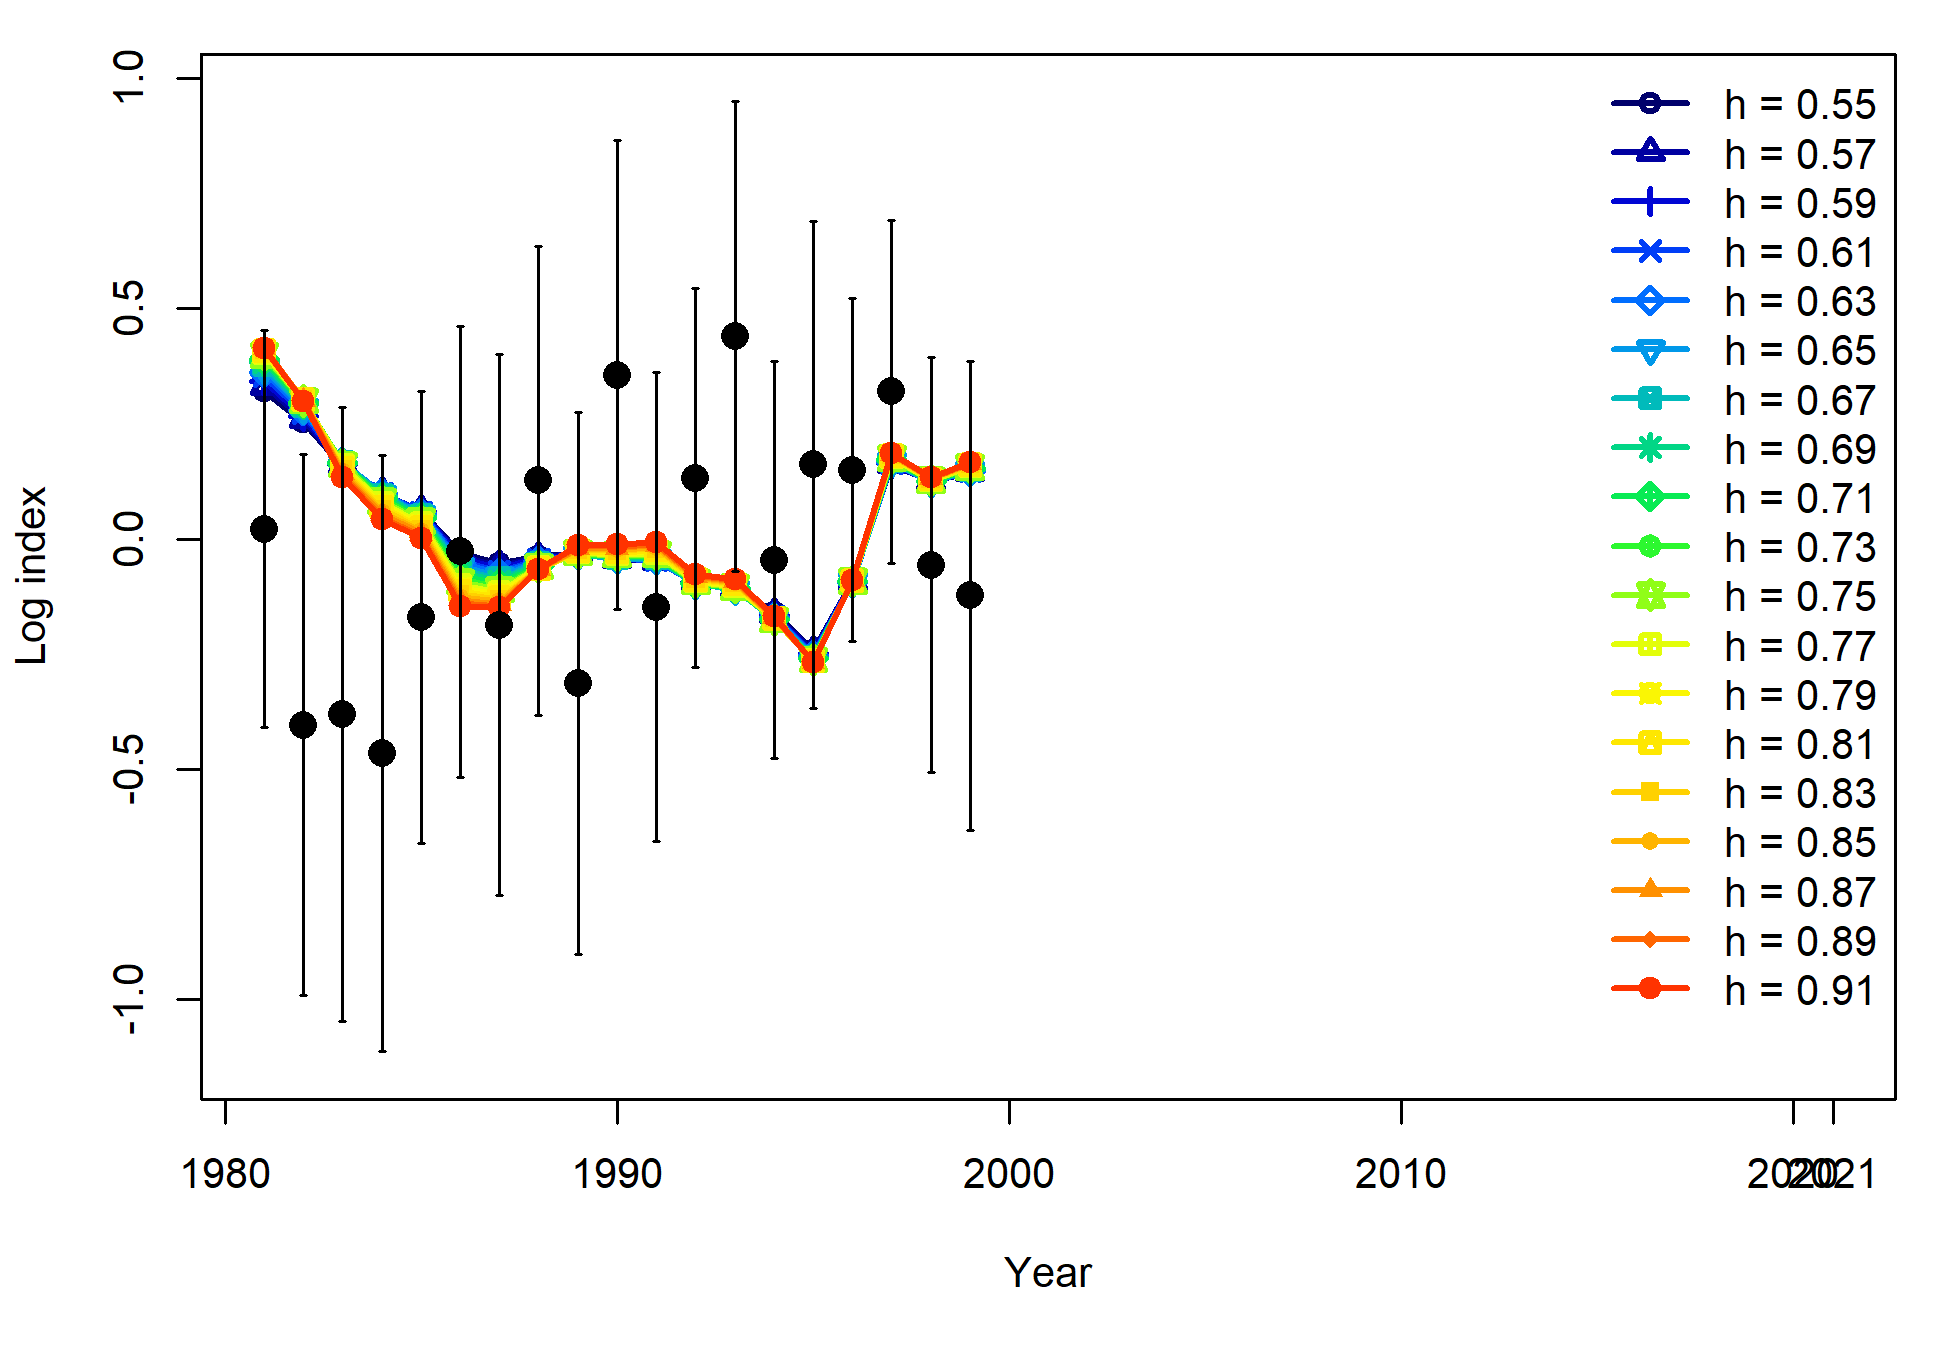 1.0
0.5
0.0
-0.5
-1.0
Log index
h = 0.55
h = 0.57
h = 0.59
h = 0.61
h = 0.63
h = 0.65
h = 0.67
h = 0.69
h = 0.71
h = 0.73
h = 0.75
h = 0.77
h = 0.79
h = 0.81
h = 0.83
h = 0.85
h = 0.87
h = 0.89
h = 0.91
1980 1990 2000 2010 2020 2021
Year